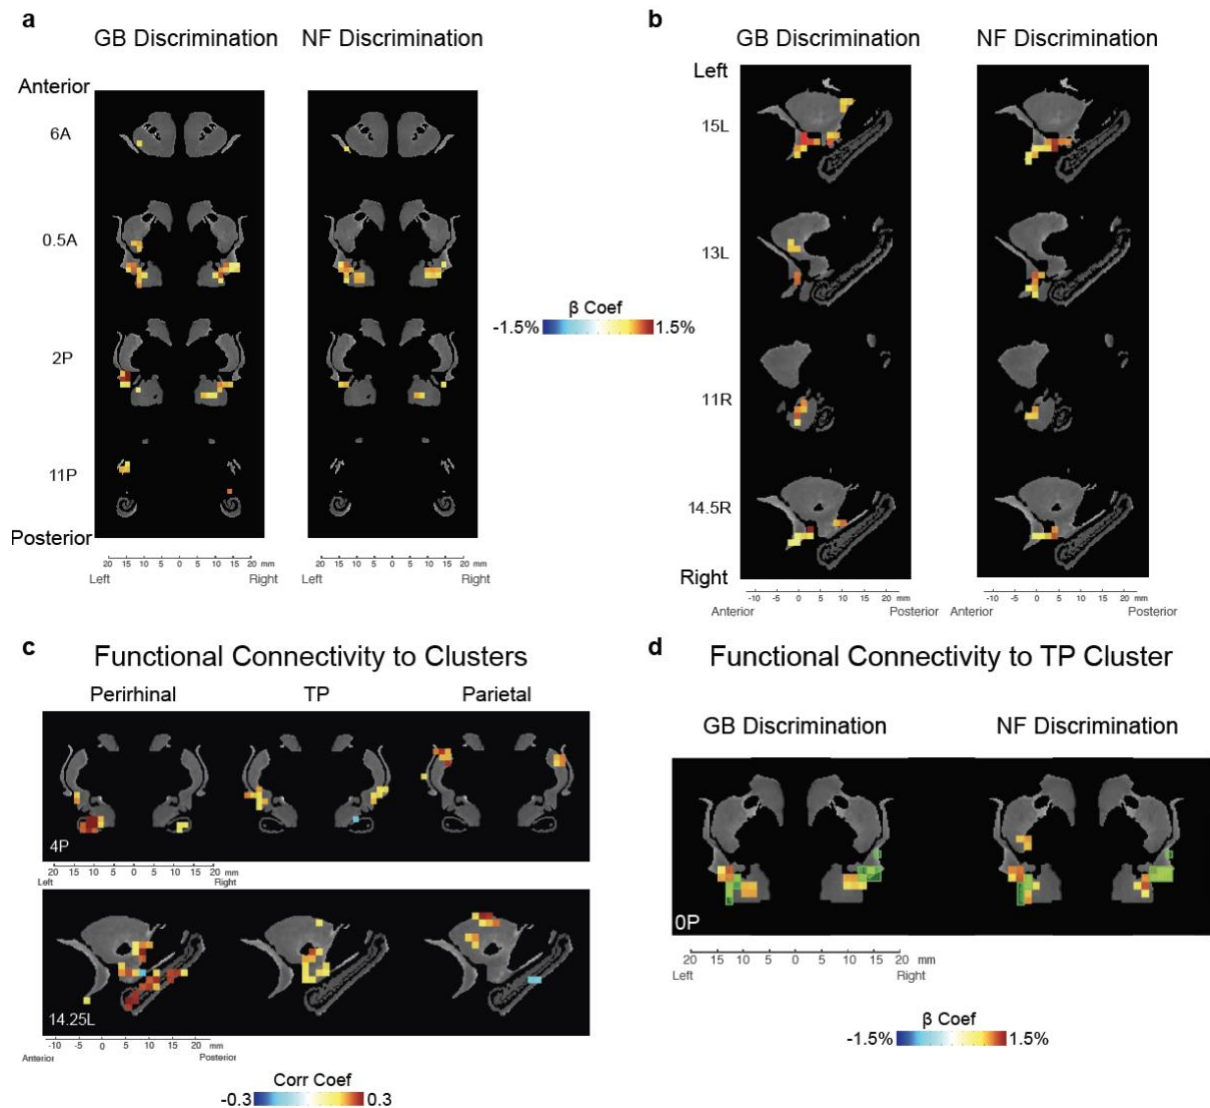 a
GB Discrimination NF Discrimination
Anterior
6A
0.5A
2P
11P
Posterior
20 15 10 5 0 5 10 15 20 mm
Left Right
20 15 10 5 0 5 10 15 20 mm
Left Right
β Coef
-1.5% 1.5%
b
GB Discrimination NF Discrimination
Left
15L
13L
11R
14.5R
Right
-10 -5 0 5 10 15 20 mm
Anterior Posterior
-10 -5 0 5 10 15 20 mm
Anterior Posterior
c
Functional Connectivity to Clusters
Perirhinal TP Parietal
4P
20 15 10 5 0 5 10 15 20 mm
Left Right
14.25L
-10 -5 0 5 10 15 20 mm
Anterior Posterior
Corr Coef
-0.3 0.3
d
Functional Connectivity to TP Cluster
GB Discrimination NF Discrimination
0P
20 15 10 5 0 5 10 15 20 mm
Left Right
β Coef
-1.5% 1.5%